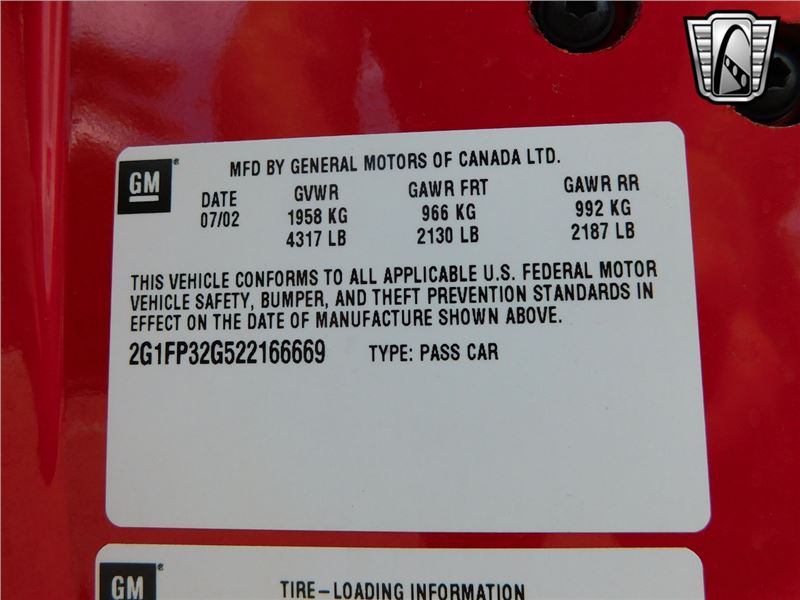 GM
MFD BY GENERAL MOTORS OF CANADA LTD.
DATE GVWR GAWR FRT GAWR RR
07/02 1958 KG 966 KG 992 KG
4317 LB 2130 LB 2187 LB
THIS VEHICLE CONFORMS TO ALL APPLICABLE U.S. FEDERAL MOTOR
VEHICLE SAFETY, BUMPER, AND THEFT PREVENTION STANDARDS IN
EFFECT ON THE DATE OF MANUFACTURE SHOWN ABOVE.
2G1FP32G522166669 TYPE: PASS CAR
GM
TIRE-LOADING INFORMATION